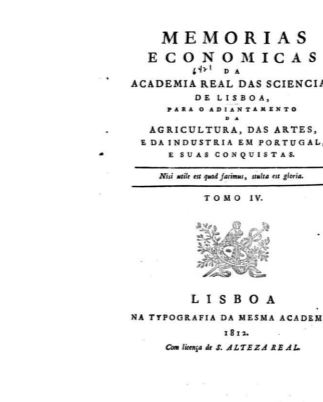 MEMORIAS
ECONOMICAS
DA
ACADEMIA REAL DAS SCIENCIA
DE LISBOA,
PARA O ADIANTAMENTO
DA
AGRICULTURA, DAS ARTES,
E DA INDUSTRIA EM PORTUGAL,
E SUAS CONQUISTAS.
Nisi utile est quod facimus, stulta est gloria.
TOMO IV.
LISBOA
NA TYPOGRAFIA DA MESMA ACADEM
1812.
Com licença de S. ALTEZA REAL.